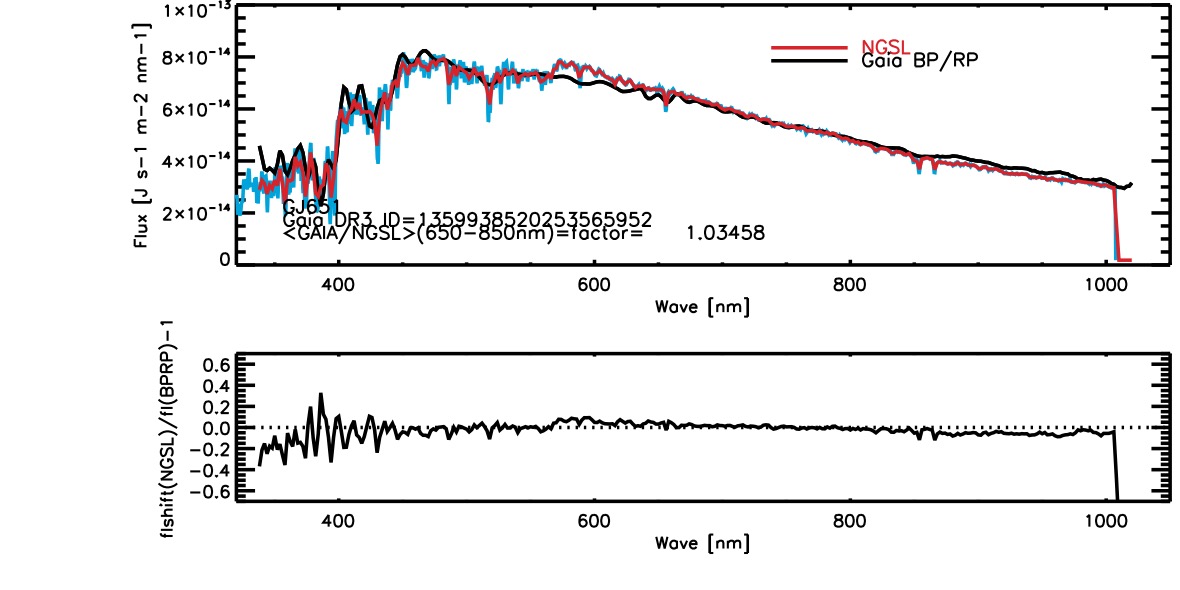 1×10−13
8×10−14
6×10−14
4×10−14
2×10−14
0
Flux [J s−1 m−2 nm−1]
NGSL
Gaia BP/RP
GJ651
Gaia DR3 ID=1359938520253565952
<GAIA/NGSL>(650−850nm)=factor= 1.03458
400 600 800 1000
Wave [nm]
flshift(NGSL)/fl(BPRP)−1
0.6
0.4
0.2
0.0
−0.2
−0.4
−0.6
400 600 800 1000
Wave [nm]